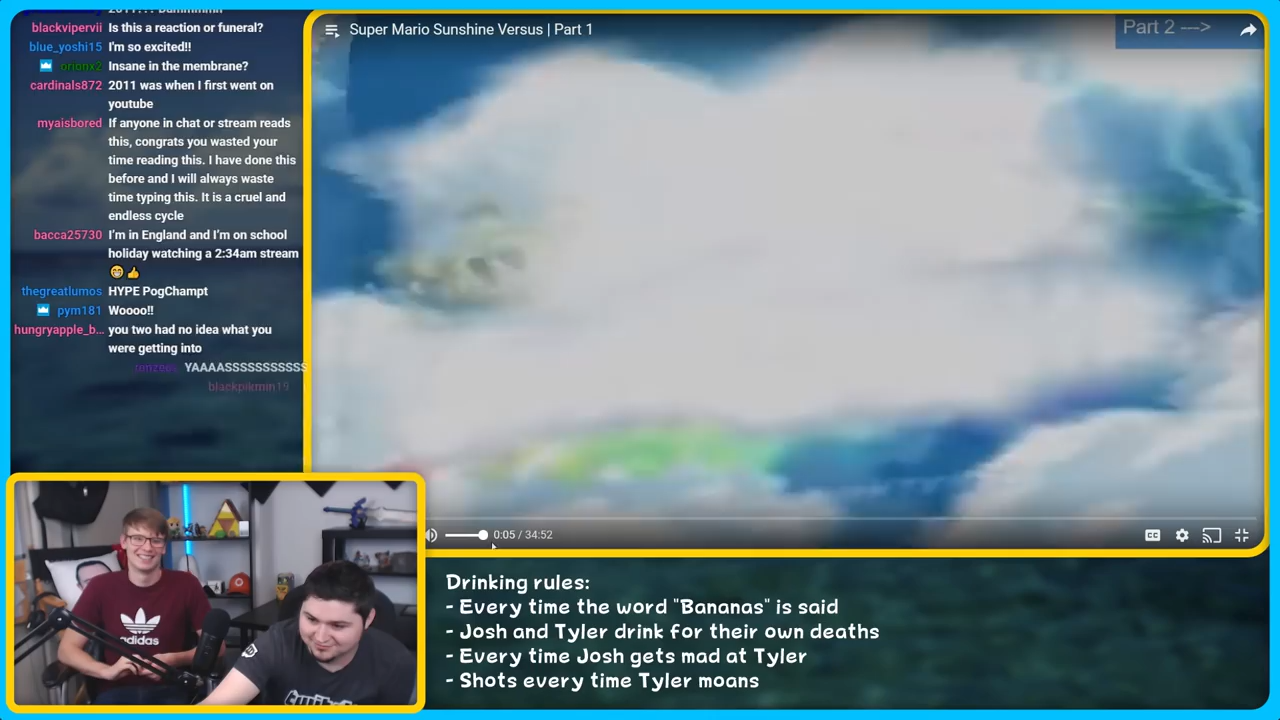 blackvipervii Is this a reaction or funeral?
blue_yoshi15 I'm so excited!!
orionx2 Insane in the membrane?
cardinals872 2011 was when I first went on
youtube
myaisbored If anyone in chat or stream reads
this, congrats you wasted your
time reading this. I have done this
before and I will always waste
time typing this. It is a cruel and
endless cycle
bacca25730 I'm in England and I'm on school
holiday watching a 2:34am stream
😁👍
thegreatlumos HYPE PogChampt
pym181 Woooo!!
hungryapple_b... you two had no idea what you
were getting into
YAAAASSSSSSSSSSS
blackpikmin19
Super Mario Sunshine Versus | Part 1
Part 2 --->
0:05 / 34:52
CC
adidas
Drinking rules:
- Every time the word "Bananas" is said
- Josh and Tyler drink for their own deaths
- Every time Josh gets mad at Tyler
- Shots every time Tyler moans